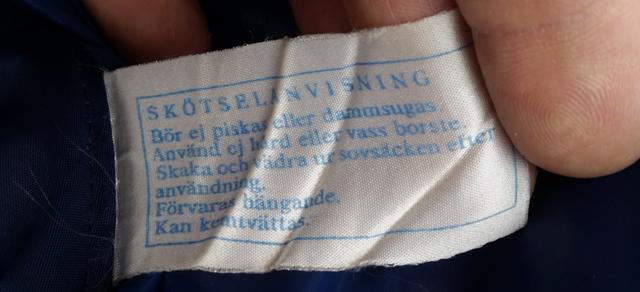 SKÖTSELANVISNING
Bör ej piskas eller dammsugas.
Använd ej hård eller vass borste.
Skaka och vädra ur sovsäcken efter
användning.
Förvaras hängande.
Kan kemtvättas.